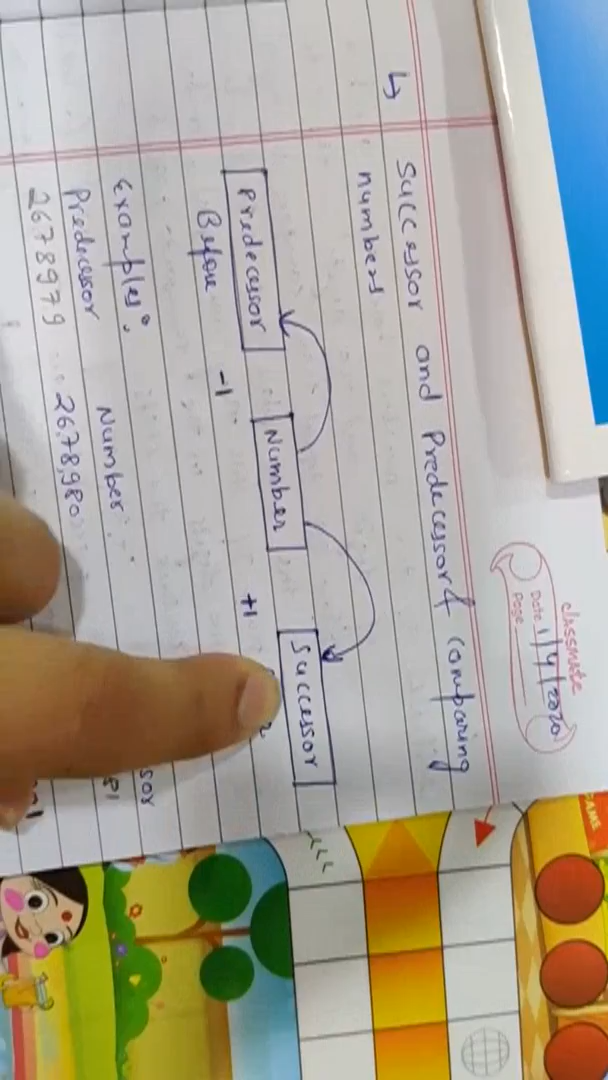 classmate
Date 1/4/2020
Page
↳ Successor and Predecessor & comparing
numbers
Predecessor Number Successor
Before -1 +1
Examples:
Predecessor Number
2678979 2678980
GAME